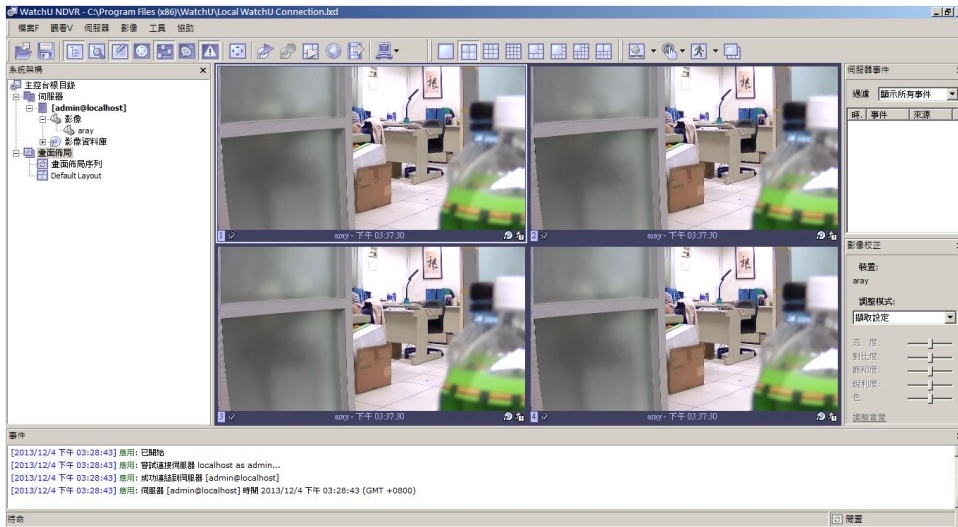 WatchU NDVR - C:\Program Files (x86)\WatchU\Local WatchU Connection.lxd
檔案F 觀看V 伺服器 影像 工具 協助
系統架構
主控台根目錄
伺服器
[admin@localhost]
影像
aray
影像資料庫
畫面佈局
畫面佈局序列
Default Layout
根
1 aray - 下午 03:37:30
根
2 aray - 下午 03:37:30
根
3 aray - 下午 03:37:30
根
4 aray - 下午 03:37:30
伺服器事件
過濾 顯示所有事件
時. 事件 來源
影像校正
裝置:
aray
調整模式:
擷取設定
亮 度:
對比度:
飽和度:
銳利度:
色
調整重置
事件
[2013/12/4 下午 03:28:43] 應用: 已開始
[2013/12/4 下午 03:28:43] 應用: 嘗試連接伺服器 localhost as admin...
[2013/12/4 下午 03:28:43] 應用: 成功連結到伺服器 [admin@localhost]
[2013/12/4 下午 03:28:43] 應用: 伺服器 [admin@localhost] 時間 2013/12/4 下午 03:28:43 (GMT +0800)
待命
閒置